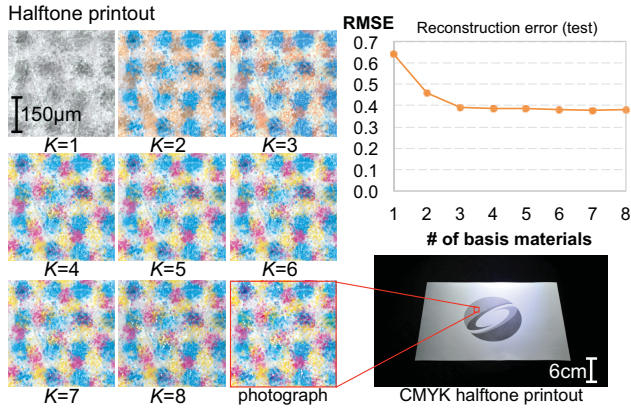 Halftone printout
150μm
K=1
K=2
K=3
K=4
K=5
K=6
K=7
K=8
photograph
RMSE
Reconstruction error (test)
0.7
0.6
0.5
0.4
0.3
0.2
0.1
0.0
1 2 3 4 5 6 7 8
# of basis materials
6cm
CMYK halftone printout